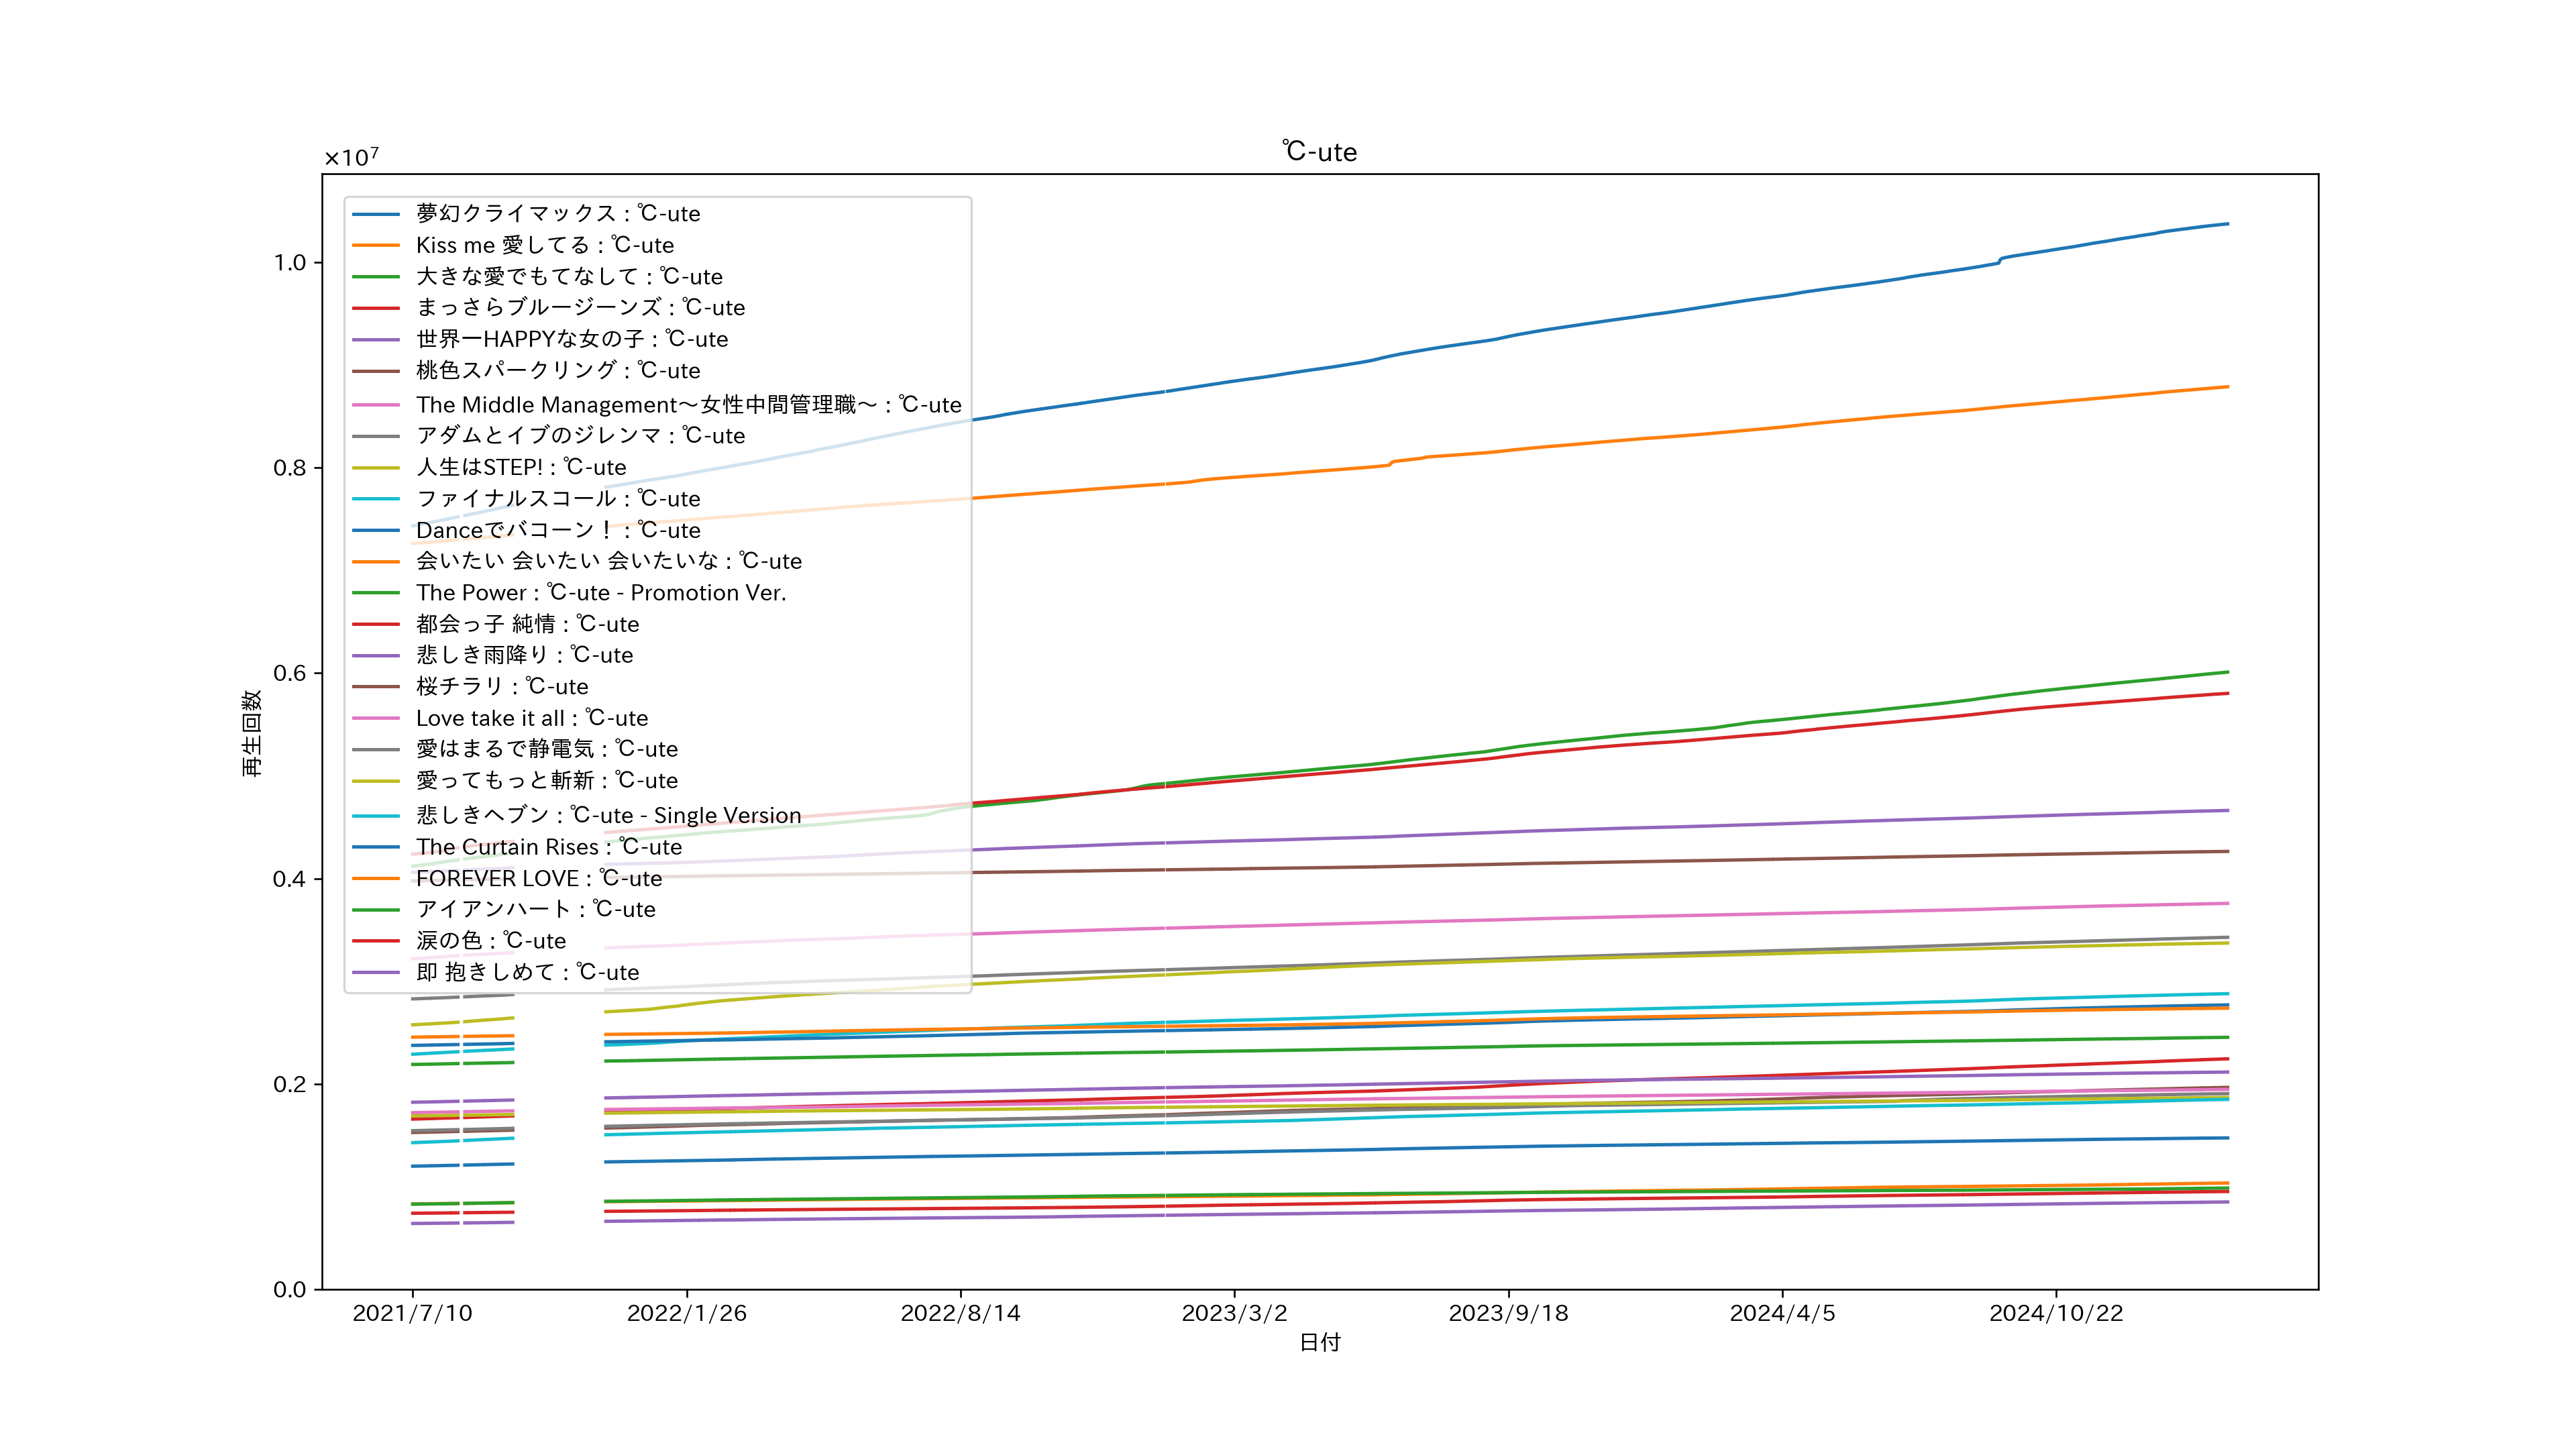 ℃-ute
×10⁷
夢幻クライマックス : ℃-ute
Kiss me 愛してる : ℃-ute
大きな愛でもてなして : ℃-ute
まっさらブルージーンズ : ℃-ute
世界一HAPPYな女の子 : ℃-ute
桃色スパークリング : ℃-ute
The Middle Management～女性中間管理職～ : ℃-ute
アダムとイブのジレンマ : ℃-ute
人生はSTEP! : ℃-ute
ファイナルスコール : ℃-ute
Danceでバコーン！ : ℃-ute
会いたい 会いたい 会いたいな : ℃-ute
The Power : ℃-ute - Promotion Ver.
都会っ子 純情 : ℃-ute
悲しき雨降り : ℃-ute
桜チラリ : ℃-ute
Love take it all : ℃-ute
愛はまるで静電気 : ℃-ute
愛ってもっと斬新 : ℃-ute
悲しきヘブン : ℃-ute - Single Version
The Curtain Rises : ℃-ute
FOREVER LOVE : ℃-ute
アイアンハート : ℃-ute
涙の色 : ℃-ute
即 抱きしめて : ℃-ute
1.0
0.8
0.6
0.4
0.2
0.0
再生回数
2021/7/10 2022/1/26 2022/8/14 2023/3/2 2023/9/18 2024/4/5 2024/10/22
日付